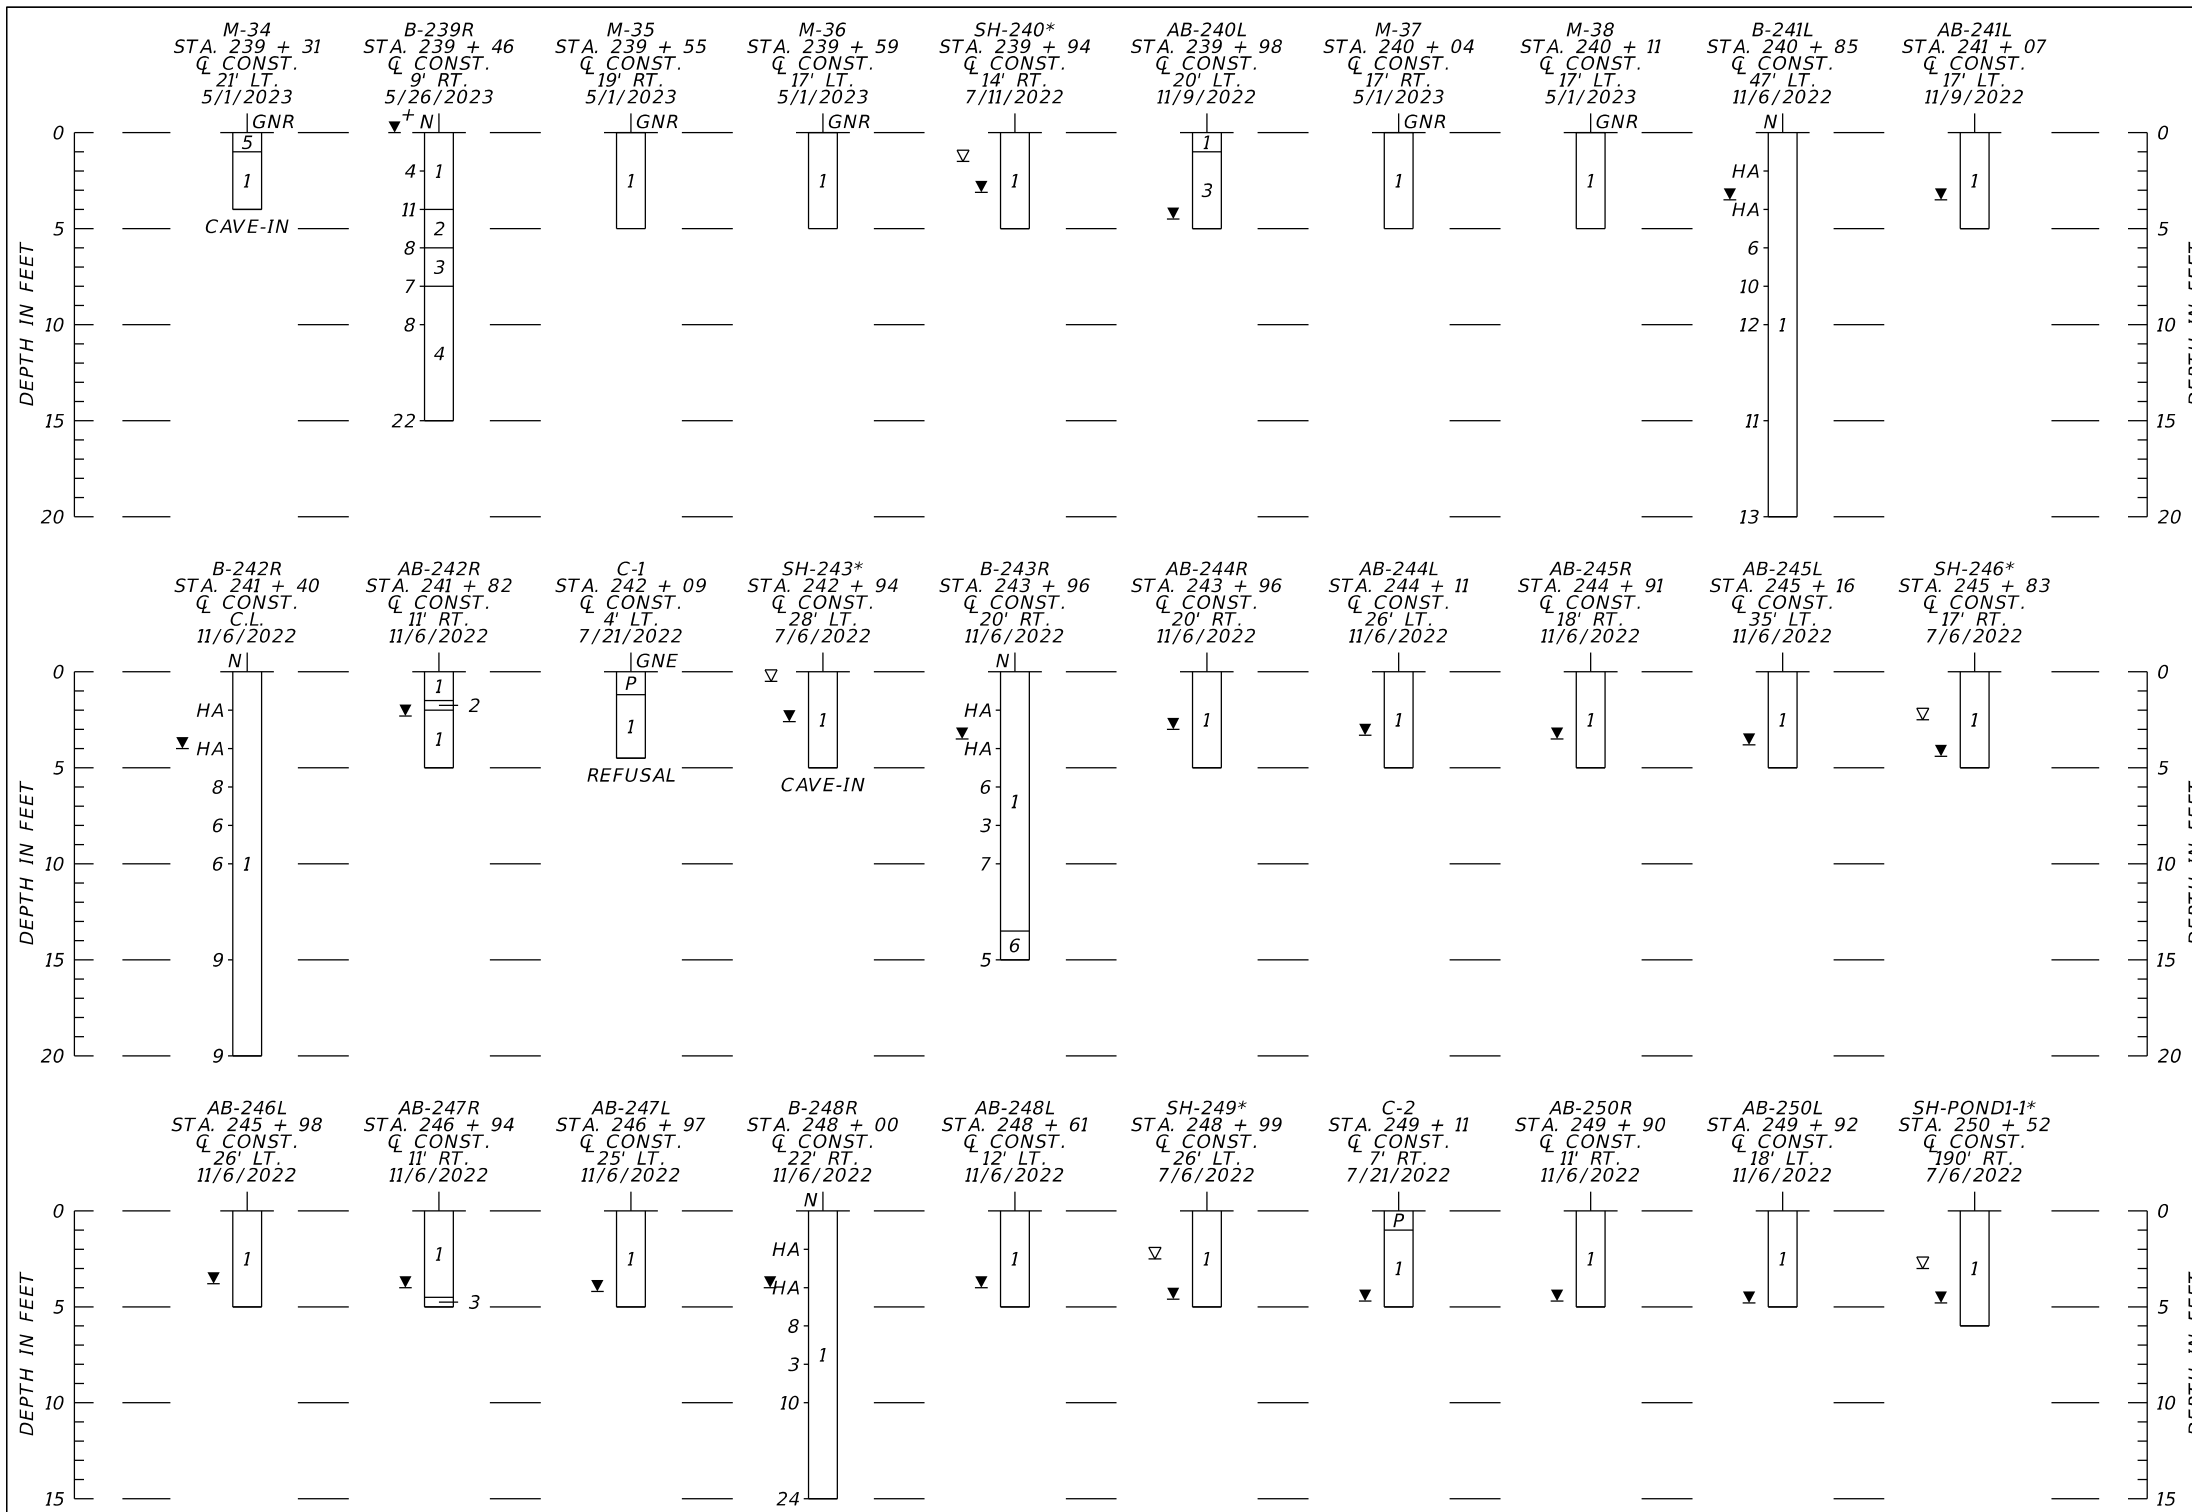 M-34
STA. 239 + 31
℄ CONST.
21' LT.
5/1/2023
GNR
5
1
CAVE-IN
B-239R
STA. 239 + 46
℄ CONST.
9' RT.
5/26/2023
+
N
4
1
11
2
8
3
7
8
4
22
M-35
STA. 239 + 55
℄ CONST.
19' RT.
5/1/2023
GNR
1
M-36
STA. 239 + 59
℄ CONST.
17' LT.
5/1/2023
GNR
1
SH-240*
STA. 239 + 94
℄ CONST.
14' RT.
7/11/2022
1
AB-240L
STA. 239 + 98
℄ CONST.
20' LT.
11/9/2022
1
3
M-37
STA. 240 + 04
℄ CONST.
17' RT.
5/1/2023
GNR
1
M-38
STA. 240 + 11
℄ CONST.
17' LT.
5/1/2023
GNR
1
B-241L
STA. 240 + 85
℄ CONST.
47' LT.
11/6/2022
N
HA
HA
6
10
12
1
11
13
AB-241L
STA. 241 + 07
℄ CONST.
17' LT.
11/9/2022
1
0
5
10
15
20
DEPTH IN FEET
0
5
10
15
20
DEPTH IN FEET
B-242R
STA. 241 + 40
℄ CONST.
C.L.
11/6/2022
N
HA
HA
8
6
6
1
9
9
AB-242R
STA. 241 + 82
℄ CONST.
11' RT.
11/6/2022
1
2
1
C-1
STA. 242 + 09
℄ CONST.
4' LT.
7/21/2022
GNE
P
1
REFUSAL
SH-243*
STA. 242 + 94
℄ CONST.
28' LT.
7/6/2022
1
CAVE-IN
B-243R
STA. 243 + 96
℄ CONST.
20' RT.
11/6/2022
N
HA
HA
6
1
3
7
6
5
AB-244R
STA. 243 + 96
℄ CONST.
20' RT.
11/6/2022
1
AB-244L
STA. 244 + 11
℄ CONST.
26' LT.
11/6/2022
1
AB-245R
STA. 244 + 91
℄ CONST.
18' RT.
11/6/2022
1
AB-245L
STA. 245 + 16
℄ CONST.
35' LT.
11/6/2022
1
SH-246*
STA. 245 + 83
℄ CONST.
17' RT.
7/6/2022
1
0
5
10
15
20
DEPTH IN FEET
0
5
10
15
20
DEPTH IN FEET
AB-246L
STA. 245 + 98
℄ CONST.
26' LT.
11/6/2022
1
AB-247R
STA. 246 + 94
℄ CONST.
11' RT.
11/6/2022
1
3
AB-247L
STA. 246 + 97
℄ CONST.
25' LT.
11/6/2022
1
B-248R
STA. 248 + 00
℄ CONST.
22' RT.
11/6/2022
N
HA
HA
8
1
3
10
24
AB-248L
STA. 248 + 61
℄ CONST.
12' LT.
11/6/2022
1
SH-249*
STA. 248 + 99
℄ CONST.
26' LT.
7/6/2022
1
C-2
STA. 249 + 11
℄ CONST.
7' RT.
7/21/2022
P
1
AB-250R
STA. 249 + 90
℄ CONST.
11' RT.
11/6/2022
1
AB-250L
STA. 249 + 92
℄ CONST.
18' LT.
11/6/2022
1
SH-POND1-1*
STA. 250 + 52
℄ CONST.
190' RT.
7/6/2022
1
0
5
10
15
DEPTH IN FEET
0
5
10
15
DEPTH IN FEET